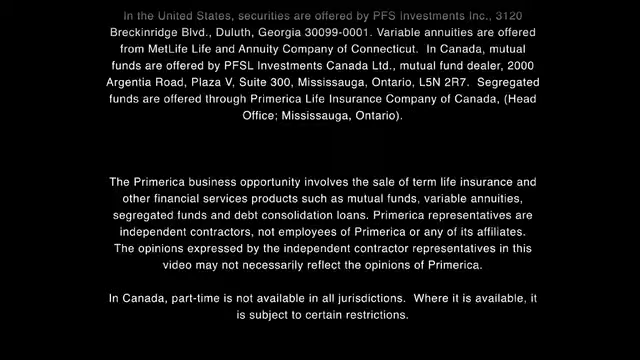 In the United States, securities are offered by PFS Investments Inc., 3120
Breckinridge Blvd., Duluth, Georgia 30099-0001. Variable annuities are offered
from MetLife Life and Annuity Company of Connecticut.  In Canada, mutual
funds are offered by PFSL Investments Canada Ltd., mutual fund dealer, 2000
Argentia Road, Plaza V, Suite 300, Mississauga, Ontario, L5N 2R7.  Segregated
funds are offered through Primerica Life Insurance Company of Canada, (Head
Office; Mississauga, Ontario).
The Primerica business opportunity involves the sale of term life insurance and
other financial services products such as mutual funds, variable annuities,
segregated funds and debt consolidation loans. Primerica representatives are
independent contractors, not employees of Primerica or any of its affiliates.
The opinions expressed by the independent contractor representatives in this
video may not necessarily reflect the opinions of Primerica.
In Canada, part-time is not available in all jurisdictions.  Where it is available, it
is subject to certain restrictions.